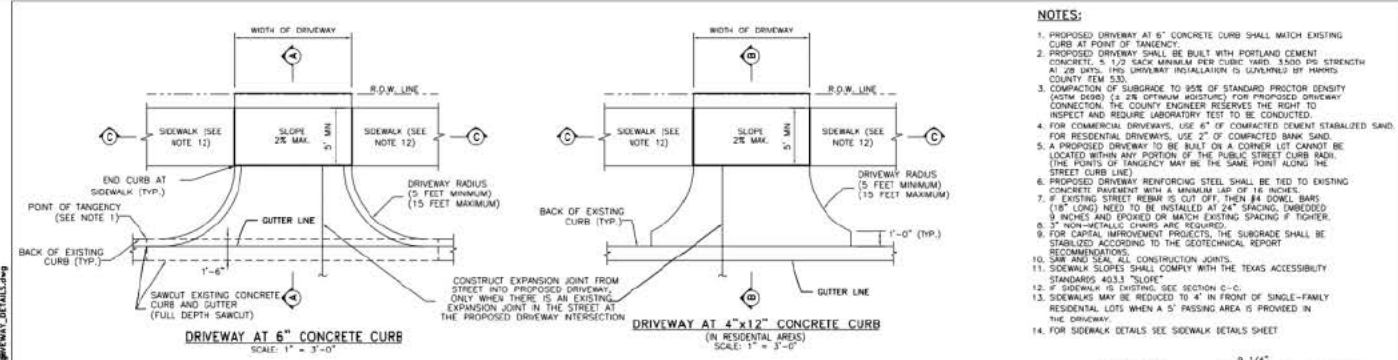 WIDTH OF DRIVEWAY
A
R.O.W. LINE
C
SIDEWALK (SEE
NOTE 12)
SLOPE
2% MAX.
5' MIN
SIDEWALK (SEE
NOTE 12)
C
END CURB AT
SIDEWALK (TYP.)
POINT OF TANGENCY
(SEE NOTE 1)
GUTTER LINE
DRIVEWAY RADIUS
(5 FEET MINIMUM)
(15 FEET MAXIMUM)
BACK OF EXISTING
CURB (TYP.)
1'-6"
SAWCUT EXISTING CONCRETE
CURB AND GUTTER
(FULL DEPTH SAWCUT)
A
CONSTRUCT EXPANSION JOINT FROM
STREET INTO PROPOSED DRIVEWAY,
ONLY WHEN THERE IS AN EXISTING
EXPANSION JOINT IN THE STREET AT
THE PROPOSED DRIVEWAY INTERSECTION
DRIVEWAY AT 6" CONCRETE CURB
SCALE: 1" = 3'-0"
WIDTH OF DRIVEWAY
B
R.O.W. LINE
C
SIDEWALK (SEE
NOTE 12)
SLOPE
2% MAX.
5' MIN
SIDEWALK (SEE
NOTE 12)
C
DRIVEWAY RADIUS
(5 FEET MINIMUM)
(15 FEET MAXIMUM)
BACK OF EXISTING
CURB (TYP.)
1'-0" (TYP.)
GUTTER LINE
B
DRIVEWAY AT 4"x12" CONCRETE CURB
(IN RESIDENTIAL AREAS)
SCALE: 1" = 3'-0"
NOTES:
1. PROPOSED DRIVEWAY AT 6" CONCRETE CURB SHALL MATCH EXISTING
CURB AT POINT OF TANGENCY.
2. PROPOSED DRIVEWAY SHALL BE BUILT WITH PORTLAND CEMENT
CONCRETE, 5 1/2 SACK MINIMUM PER CUBIC YARD. 3500 PSI STRENGTH
AT 28 DAYS. THIS DRIVEWAY INSTALLATION IS GOVERNED BY HARRIS
COUNTY ITEM 530.
3. COMPACTION OF SUBGRADE TO 95% OF STANDARD PROCTOR DENSITY
(ASTM D698) (± 2% OPTIMUM MOISTURE) FOR PROPOSED DRIVEWAY
CONNECTION. THE COUNTY ENGINEER RESERVES THE RIGHT TO
INSPECT AND REQUIRE LABORATORY TEST TO BE CONDUCTED.
4. FOR COMMERCIAL DRIVEWAYS, USE 6" OF COMPACTED CEMENT STABALIZED SAND.
FOR RESIDENTIAL DRIVEWAYS, USE 2" OF COMPACTED BANK SAND.
5. A PROPOSED DRIVEWAY TO BE BUILT ON A CORNER LOT CANNOT BE
LOCATED WITHIN ANY PORTION OF THE PUBLIC STREET CURB RADII.
(THE POINTS OF TANGENCY MAY BE THE SAME POINT ALONG THE
STREET CURB LINE)
6. PROPOSED DRIVEWAY REINFORCING STEEL SHALL BE TIED TO EXISTING
CONCRETE PAVEMENT WITH A MINIMUM LAP OF 16 INCHES.
7. IF EXISTING STREET REBAR IS CUT OFF, THEN #4 DOWEL BARS
(18" LONG) NEED TO BE INSTALLED AT 24" SPACING, EMBEDDED
9 INCHES AND EPOXIED OR MATCH EXISTING SPACING IF TIGHTER.
8. 3" NON-METALLIC CHAIRS ARE REQUIRED.
9. FOR CAPITAL IMPROVEMENT PROJECTS, THE SUBGRADE SHALL BE
STABILIZED ACCORDING TO THE GEOTECHNICAL REPORT
RECOMMENDATIONS.
10. SAW AND SEAL ALL CONSTRUCTION JOINTS.
11. SIDEWALK SLOPES SHALL COMPLY WITH THE TEXAS ACCESSIBILITY
STANDARDS 403.3 "SLOPE"
12. IF SIDEWALK IS EXISTING, SEE SECTION C-C.
13. SIDEWALKS MAY BE REDUCED TO 4' IN FRONT OF SINGLE-FAMILY
RESIDENTIAL LOTS WHEN A 5' PASSING AREA IS PROVIDED IN
THE DRIVEWAY.
14. FOR SIDEWALK DETAILS SEE SIDEWALK DETAILS SHEET